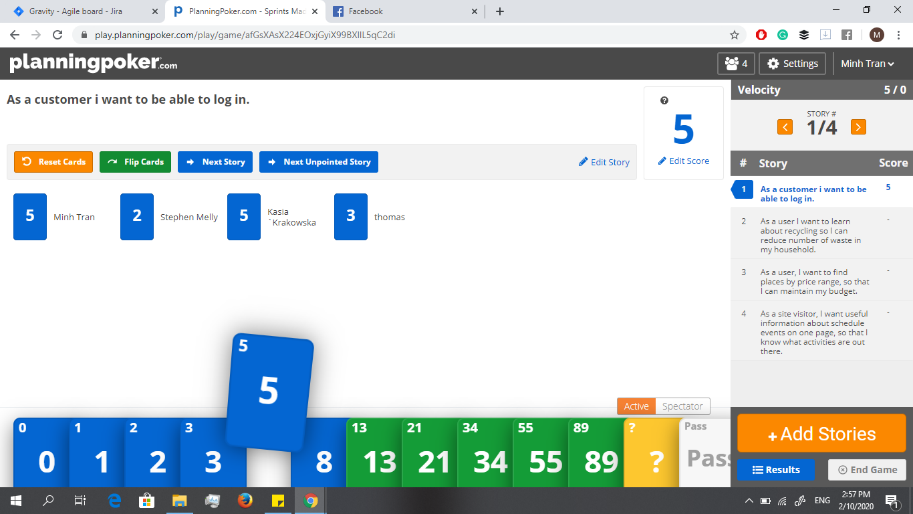 Gravity - Agile board - Jira
PlanningPoker.com - Sprints Mac
Facebook
play.planningpoker.com/play/game/afGsXAsX224EOxjGyiX998XIIL5qC2di
M
planningpoker.com
4
Settings
Minh Tran
As a customer i want to be able to log in.
?
5
Edit Score
Reset Cards
Flip Cards
Next Story
Next Unpointed Story
Edit Story
5
Minh Tran
2
Stephen Melly
5
Kasia
`Krakowska
3
thomas
Velocity
5 / 0
STORY #
1/4
# Story Score
1 As a customer i want to be 5
able to log in.
2 As a user I want to learn -
about recycling so I can
reduce number of waste in
my household.
3 As a user, I want to find -
places by price range, so that
I can maintain my budget.
4 As a site visitor, I want useful -
information about schedule
events on one page, so that I
know what activities are out
there.
Active
Spectator
0
0
1
1
2
2
3
3
5
5
8
13
13
21
21
34
34
55
55
89
89
?
?
Pass
Pass
+ Add Stories
Results
End Game
ENG
2:57 PM
2/10/2020
1